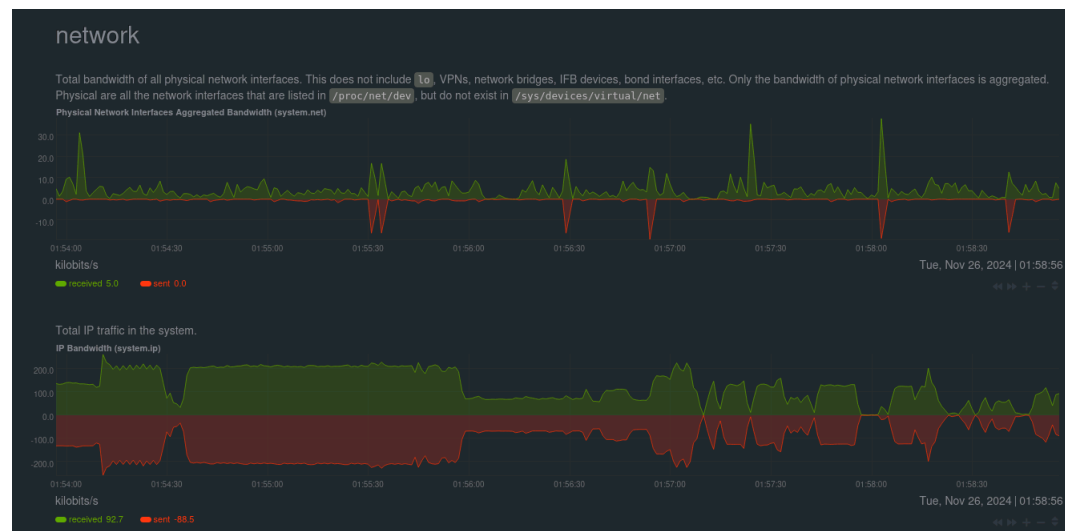 network
Total bandwidth of all physical network interfaces. This does not include lo, VPNs, network bridges, IFB devices, bond interfaces, etc. Only the bandwidth of physical network interfaces is aggregated.
Physical are all the network interfaces that are listed in /proc/net/dev, but do not exist in /sys/devices/virtual/net.
Physical Network Interfaces Aggregated Bandwidth (system.net)
30.0
20.0
10.0
0.0
-10.0
01:54:00 01:54:30 01:55:00 01:55:30 01:56:00 01:56:30 01:57:00 01:57:30 01:58:00 01:58:30
kilobits/s Tue, Nov 26, 2024 | 01:58:56
received 5.0 sent 0.0
Total IP traffic in the system.
IP Bandwidth (system.ip)
200.0
100.0
0.0
-100.0
-200.0
01:54:00 01:54:30 01:55:00 01:55:30 01:56:00 01:56:30 01:57:00 01:57:30 01:58:00 01:58:30
kilobits/s Tue, Nov 26, 2024 | 01:58:56
received 92.7 sent -88.5